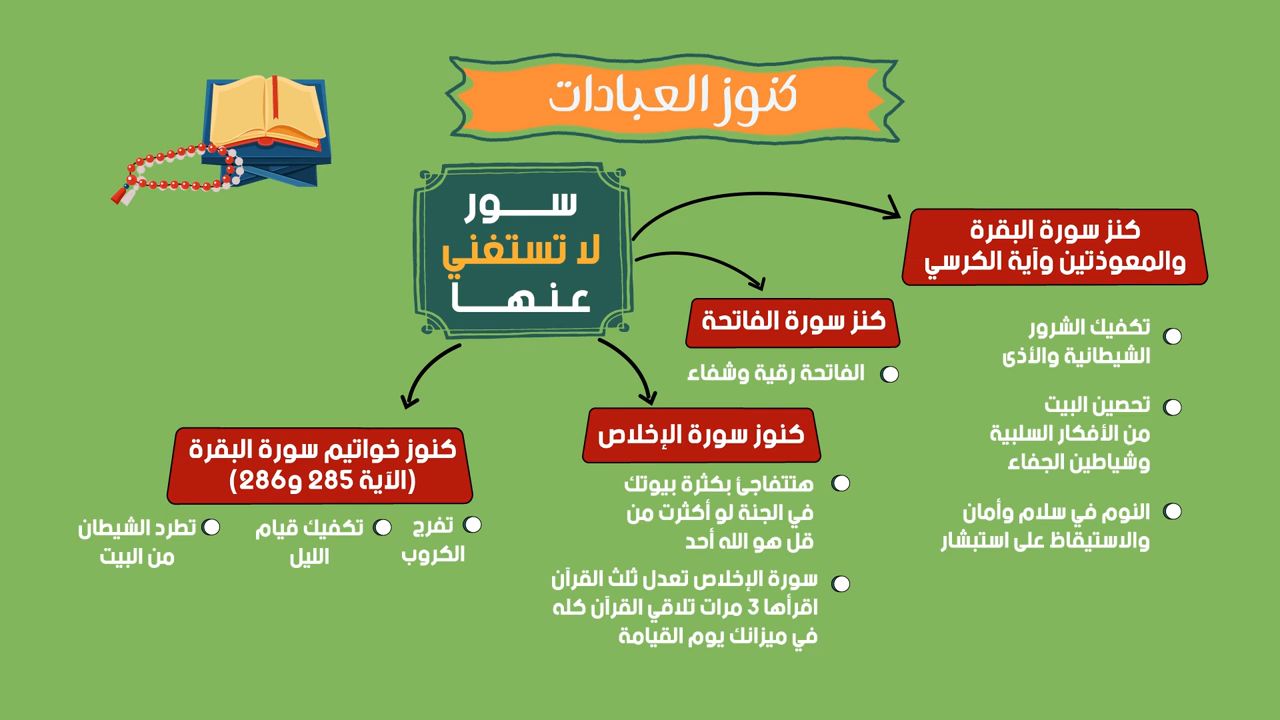 كنوز العبادات
سور
لا تستغني
عنها
كنز سورة البقرة
والمعوذتين وآية الكرسي
تكفيك الشرور
الشيطانية والأذى
تحصين البيت
من الأفكار السلبية
وشياطين الجفاء
النوم في سلام وأمان
والاستيقاظ على استبشار
كنز سورة الفاتحة
الفاتحة رقية وشفاء
كنوز سورة الإخلاص
هتتفاجئ بكثرة بيوتك
في الجنة لو أكثرت من
قل هو الله أحد
سورة الإخلاص تعدل ثلث القرآن
اقرأها 3 مرات تلاقي القرآن كله
في ميزانك يوم القيامة
كنوز خواتيم سورة البقرة
(الآية 285 و286)
تفرج
الكروب
تكفيك قيام
الليل
تطرد الشيطان
من البيت